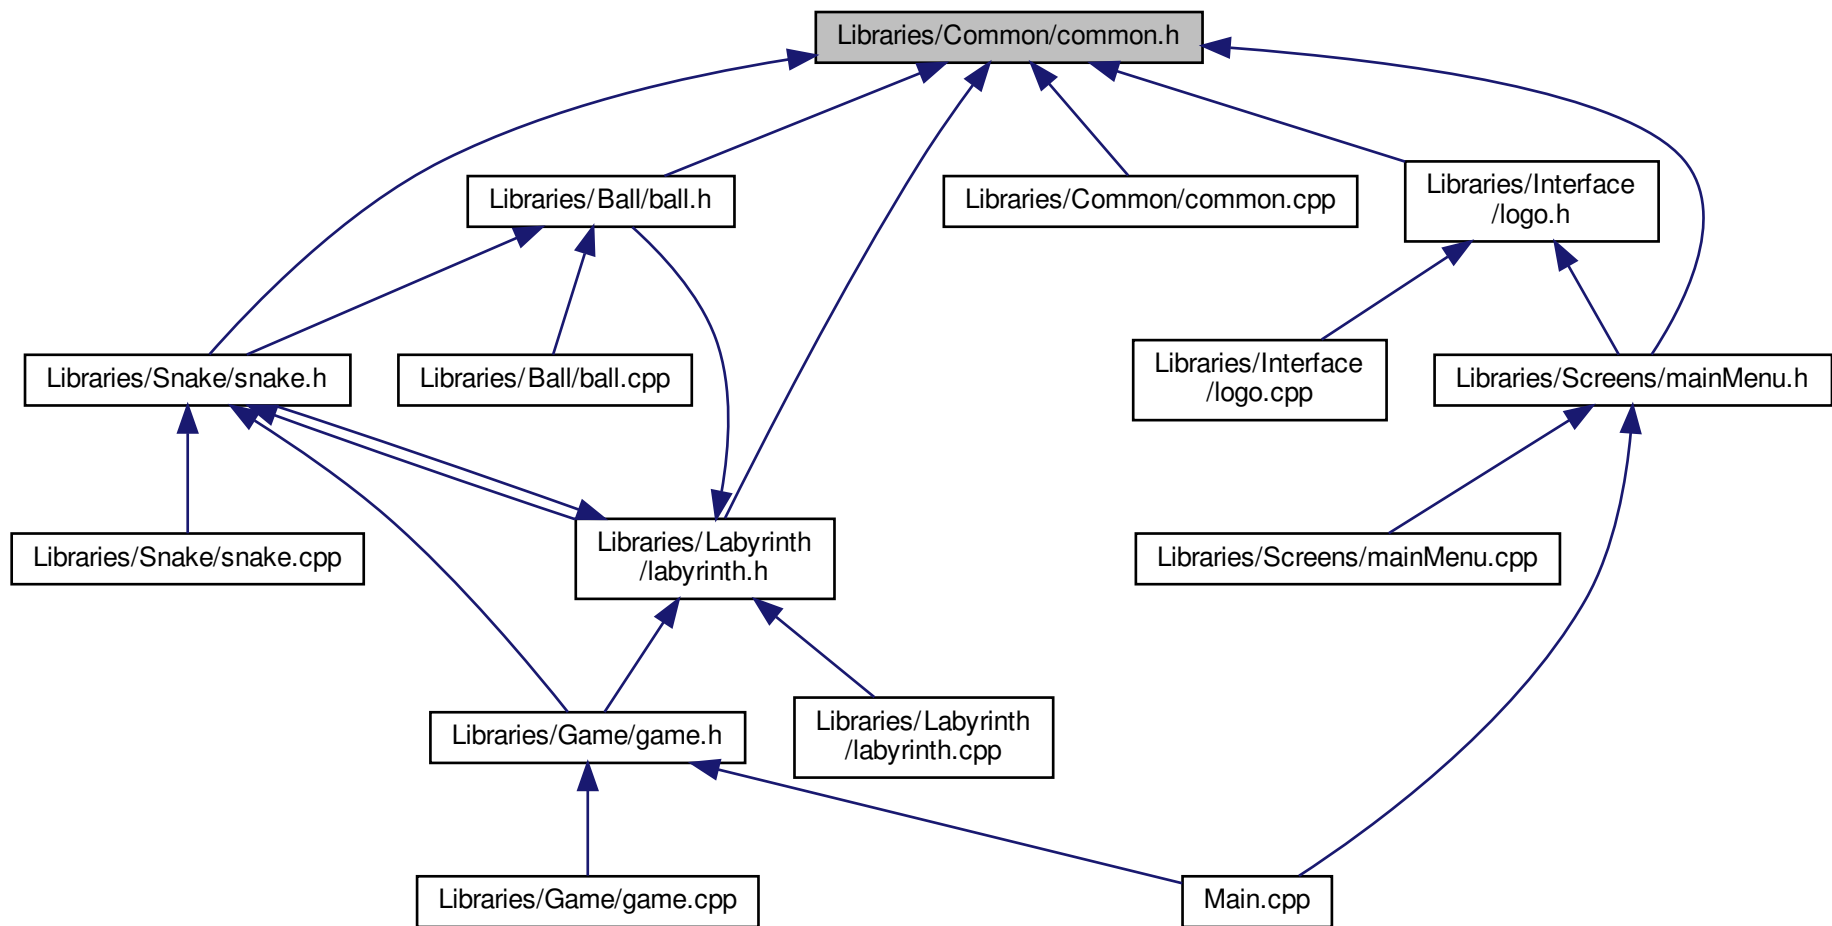 Libraries/Common/common.h
Libraries/Ball/ball.h
Libraries/Common/common.cpp
Libraries/Interface
/logo.h
Libraries/Snake/snake.h
Libraries/Ball/ball.cpp
Libraries/Interface
/logo.cpp
Libraries/Screens/mainMenu.h
Libraries/Snake/snake.cpp
Libraries/Labyrinth
/labyrinth.h
Libraries/Screens/mainMenu.cpp
Libraries/Game/game.h
Libraries/Labyrinth
/labyrinth.cpp
Libraries/Game/game.cpp
Main.cpp